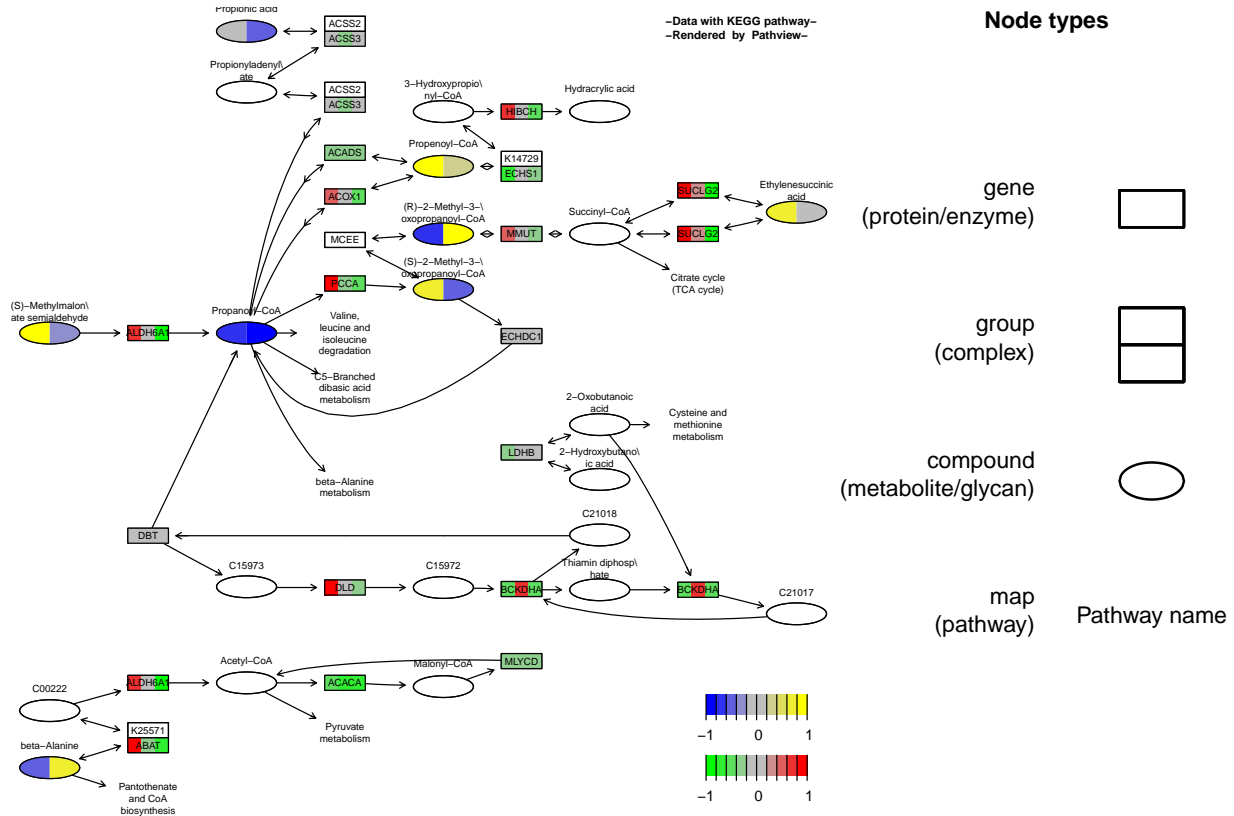 Propionic acid
ACSS2
ACSS3
−Data with KEGG pathway−
−Rendered by Pathview−
Node types
Propionyladenyl\
ate
ACSS2
ACSS3
3−Hydroxypropio\
nyl−CoA
HIBCH
Hydracrylic acid
ACADS
Propenoyl−CoA
K14729
ECHS1
ACOX1
SUCLG2
Ethylenesuccinic
acid
(R)−2−Methyl−3−\
oxopropanoyl−CoA
Succinyl−CoA
MCEE
MMUT
SUCLG2
(S)−2−Methyl−3−\
oxopropanoyl−CoA
Citrate cycle
(TCA cycle)
PCCA
(S)−Methylmalon\
ate semialdehyde
ALDH6A1
Propanoyl−CoA
Valine,
leucine and
isoleucine
degradation
ECHDC1
C5−Branched
dibasic acid
metabolism
2−Oxobutanoic
acid
Cysteine and
methionine
metabolism
LDHB
2−Hydroxybutano\
ic acid
beta−Alanine
metabolism
DBT
C21018
C15973
DLD
C15972
BCKDHA
Thiamin diphosp\
hate
BCKDHA
C21017
Acetyl−CoA
MLYCD
C00222
ALDH6A1
ACACA
Malonyl−CoA
K25571
ABAT
Pyruvate
metabolism
beta−Alanine
Pantothenate
and CoA
biosynthesis
gene
(protein/enzyme)
group
(complex)
compound
(metabolite/glycan)
map
(pathway)
Pathway name
−1 0 1
−1 0 1